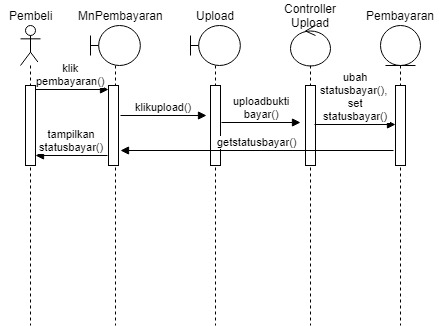 Pembeli
MnPembayaran
Upload
Controller
Upload
Pembayaran
klik
pembayaran()
klikupload()
uploadbukti
bayar()
ubah
statusbayar(),
set
statusbayar()
getstatusbayar()
tampilkan
statusbayar()